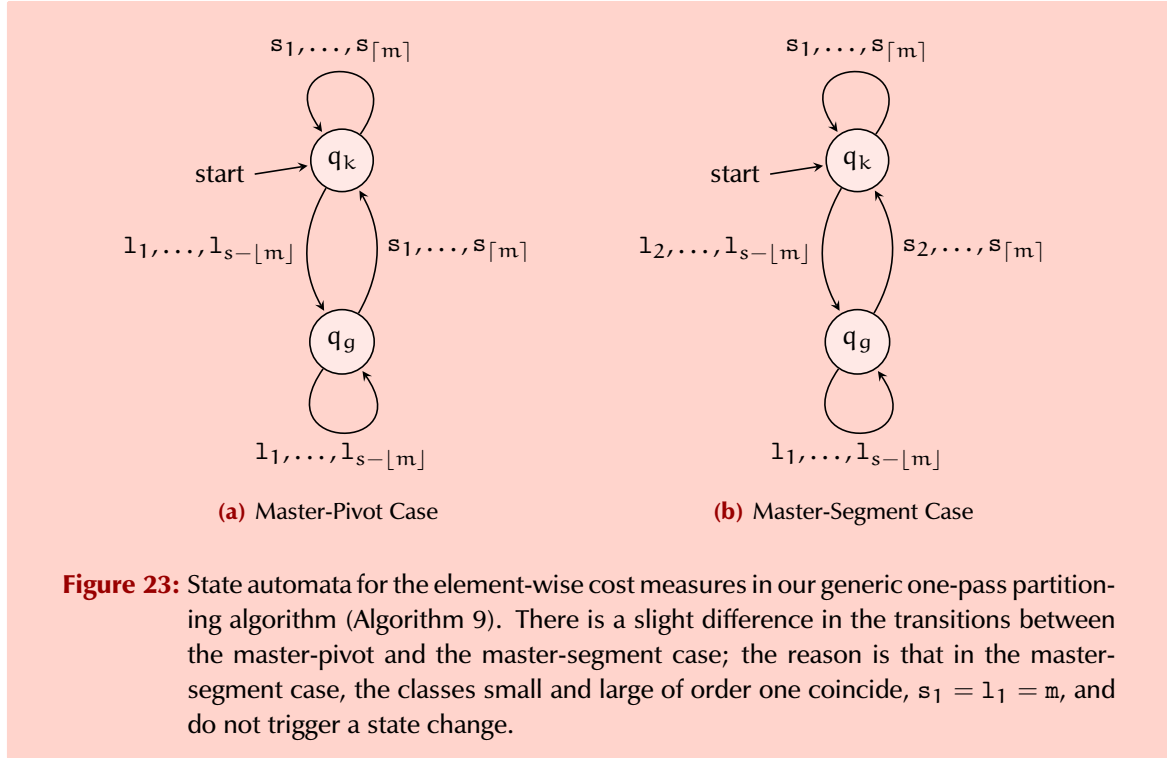 s1,...,s⌈m⌉
qk
start
l1,...,ls−⌊m⌋
s1,...,s⌈m⌉
qg
l1,...,ls−⌊m⌋
(a) Master-Pivot Case
s1,...,s⌈m⌉
qk
start
l2,...,ls−⌊m⌋
s2,...,s⌈m⌉
qg
l1,...,ls−⌊m⌋
(b) Master-Segment Case
Figure 23: State automata for the element-wise cost measures in our generic one-pass partition-
ing algorithm (Algorithm 9). There is a slight difference in the transitions between
the master-pivot and the master-segment case; the reason is that in the master-
segment case, the classes small and large of order one coincide, s1 = l1 = m, and
do not trigger a state change.